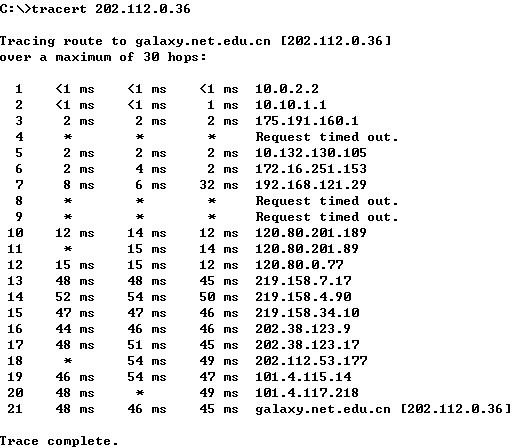 C:\>tracert 202.112.0.36
Tracing route to galaxy.net.edu.cn [202.112.0.36]
over a maximum of 30 hops:
1 <1 ms <1 ms <1 ms 10.0.2.2
2 <1 ms <1 ms 1 ms 10.10.1.1
3 2 ms 2 ms 2 ms 175.191.160.1
4 * * * Request timed out.
5 2 ms 2 ms 2 ms 10.132.130.105
6 2 ms 4 ms 2 ms 172.16.251.153
7 8 ms 6 ms 32 ms 192.168.121.29
8 * * * Request timed out.
9 * * * Request timed out.
10 12 ms 14 ms 12 ms 120.80.201.189
11 * 15 ms 14 ms 120.80.201.89
12 15 ms 15 ms 12 ms 120.80.0.77
13 48 ms 48 ms 45 ms 219.158.7.17
14 52 ms 54 ms 50 ms 219.158.4.90
15 47 ms 47 ms 46 ms 219.158.34.10
16 44 ms 46 ms 46 ms 202.38.123.9
17 48 ms 51 ms 45 ms 202.38.123.17
18 * 54 ms 49 ms 202.112.53.177
19 46 ms 54 ms 47 ms 101.4.115.14
20 48 ms * 49 ms 101.4.117.218
21 48 ms 46 ms 45 ms galaxy.net.edu.cn [202.112.0.36]
Trace complete.